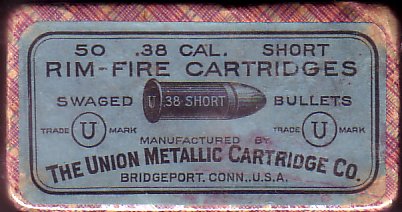 50 .38 CAL. SHORT
RIM-FIRE CARTRIDGES
SWAGED U .38 SHORT BULLETS
TRADE U MARK TRADE U MARK
MANUFACTURED BY
THE UNION METALLIC CARTRIDGE CO.
BRIDGEPORT. CONN., U.S.A.